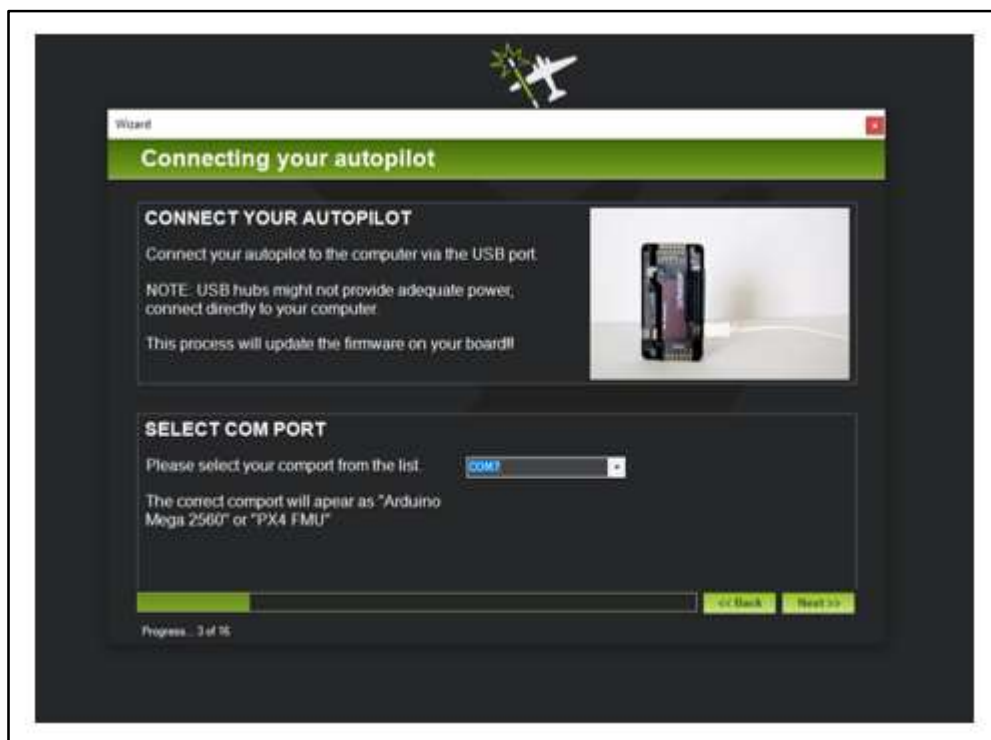 Wizard
Connecting your autopilot
CONNECT YOUR AUTOPILOT
Connect your autopilot to the computer via the USB port.
NOTE: USB hubs might not provide adequate power,
connect directly to your computer.
This process will update the firmware on your board!!
SELECT COM PORT
Please select your comport from the list.
COM7
The correct comport will apear as "Arduino
Mega 2560" or "PX4 FMU"
<< Back Next >>
Progress... 3 of 16